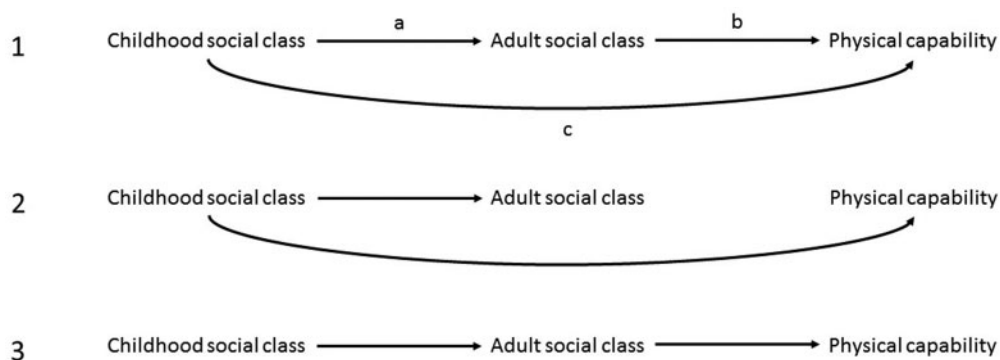 a b
1 Childhood social class Adult social class Physical capability
c
2 Childhood social class Adult social class Physical capability
3 Childhood social class Adult social class Physical capability